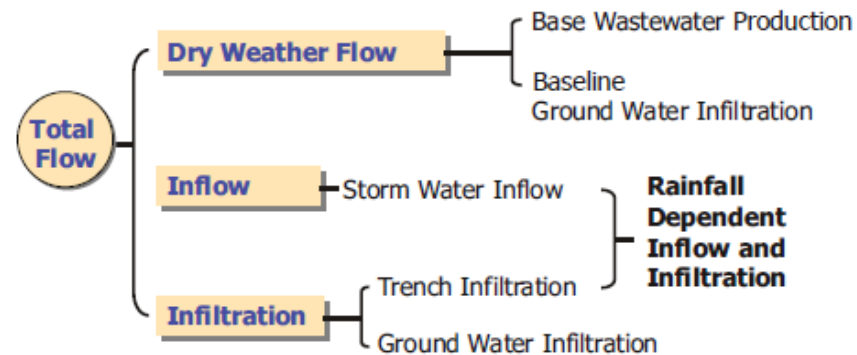 Total
Flow
Dry Weather Flow
Base Wastewater Production
Baseline
Ground Water Infiltration
Inflow
Storm Water Inflow
Rainfall
Dependent
Inflow and
Infiltration
Infiltration
Trench Infiltration
Ground Water Infiltration